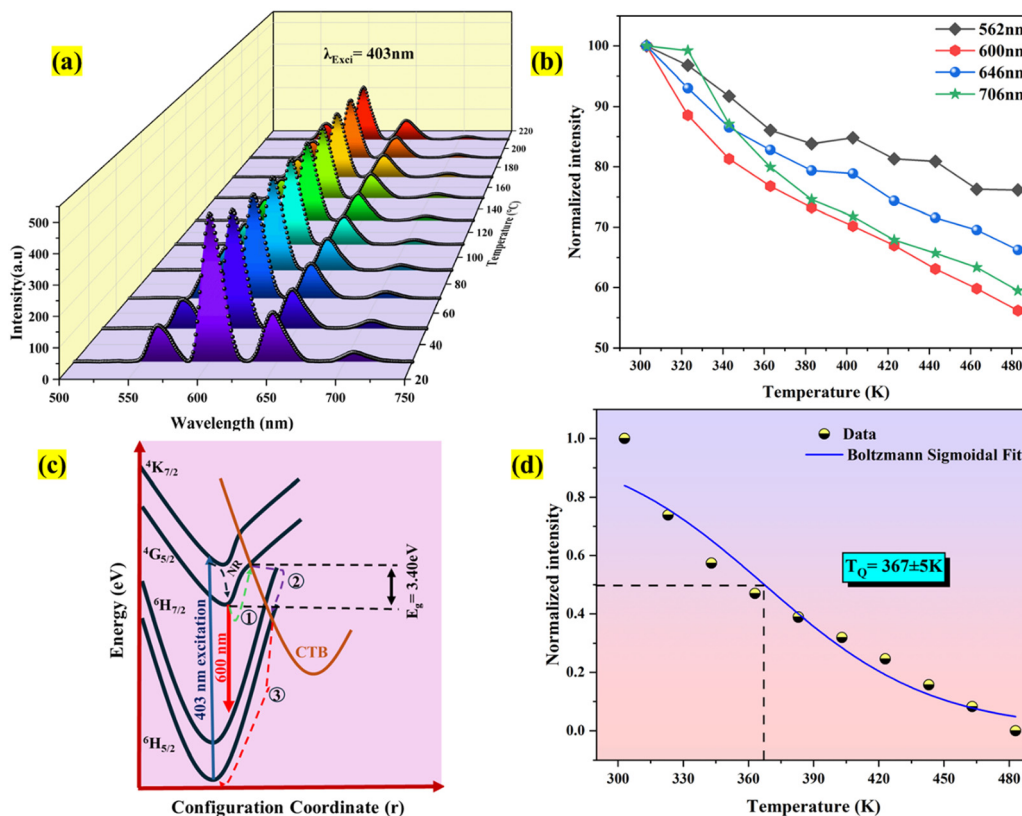 (a)
λExci= 403nm
Intensity(a.u)
500
400
300
200
100
0
500
550
600
650
700
750
Wavelength (nm)
20
40
60
80
100
120
140
160
180
200
220
Temperature (°C)
(b)
562nm
600nm
646nm
706nm
Normalized intensity
100
90
80
70
60
50
300 320 340 360 380 400 420 440 460 480
Temperature (K)
(c)
⁴K₇/₂
⁴G₅/₂
⁶H₇/₂
⁶H₅/₂
NR
①
②
③
403 nm excitation
600 nm
CTB
Energy (eV)
Configuration Coordinate (r)
(d)
Data
Boltzmann Sigmoidal Fit
T_Q= 367±5K
Normalized intensity
1.0
0.8
0.6
0.4
0.2
0.0
300 330 360 390 420 450 480
Temperature (K)